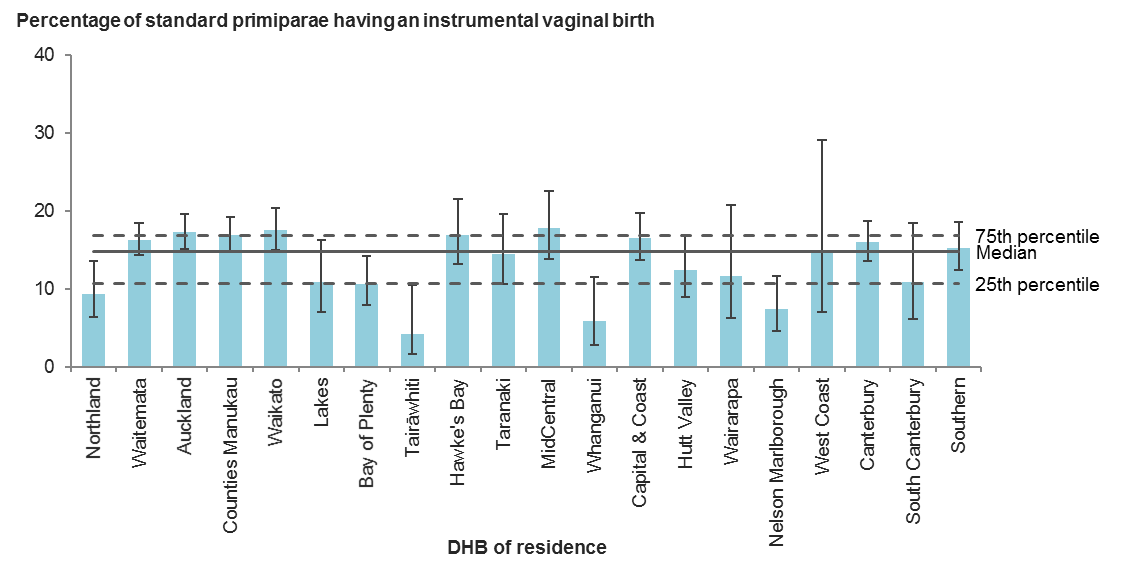 Percentage of standard primiparae having an instrumental vaginal birth
40
30
20
10
0
75th percentile
Median
25th percentile
Northland
Waitemata
Auckland
Counties Manukau
Waikato
Lakes
Bay of Plenty
Tairāwhiti
Hawke's Bay
Taranaki
MidCentral
Whanganui
Capital & Coast
Hutt Valley
Wairarapa
Nelson Marlborough
West Coast
Canterbury
South Canterbury
Southern
DHB of residence